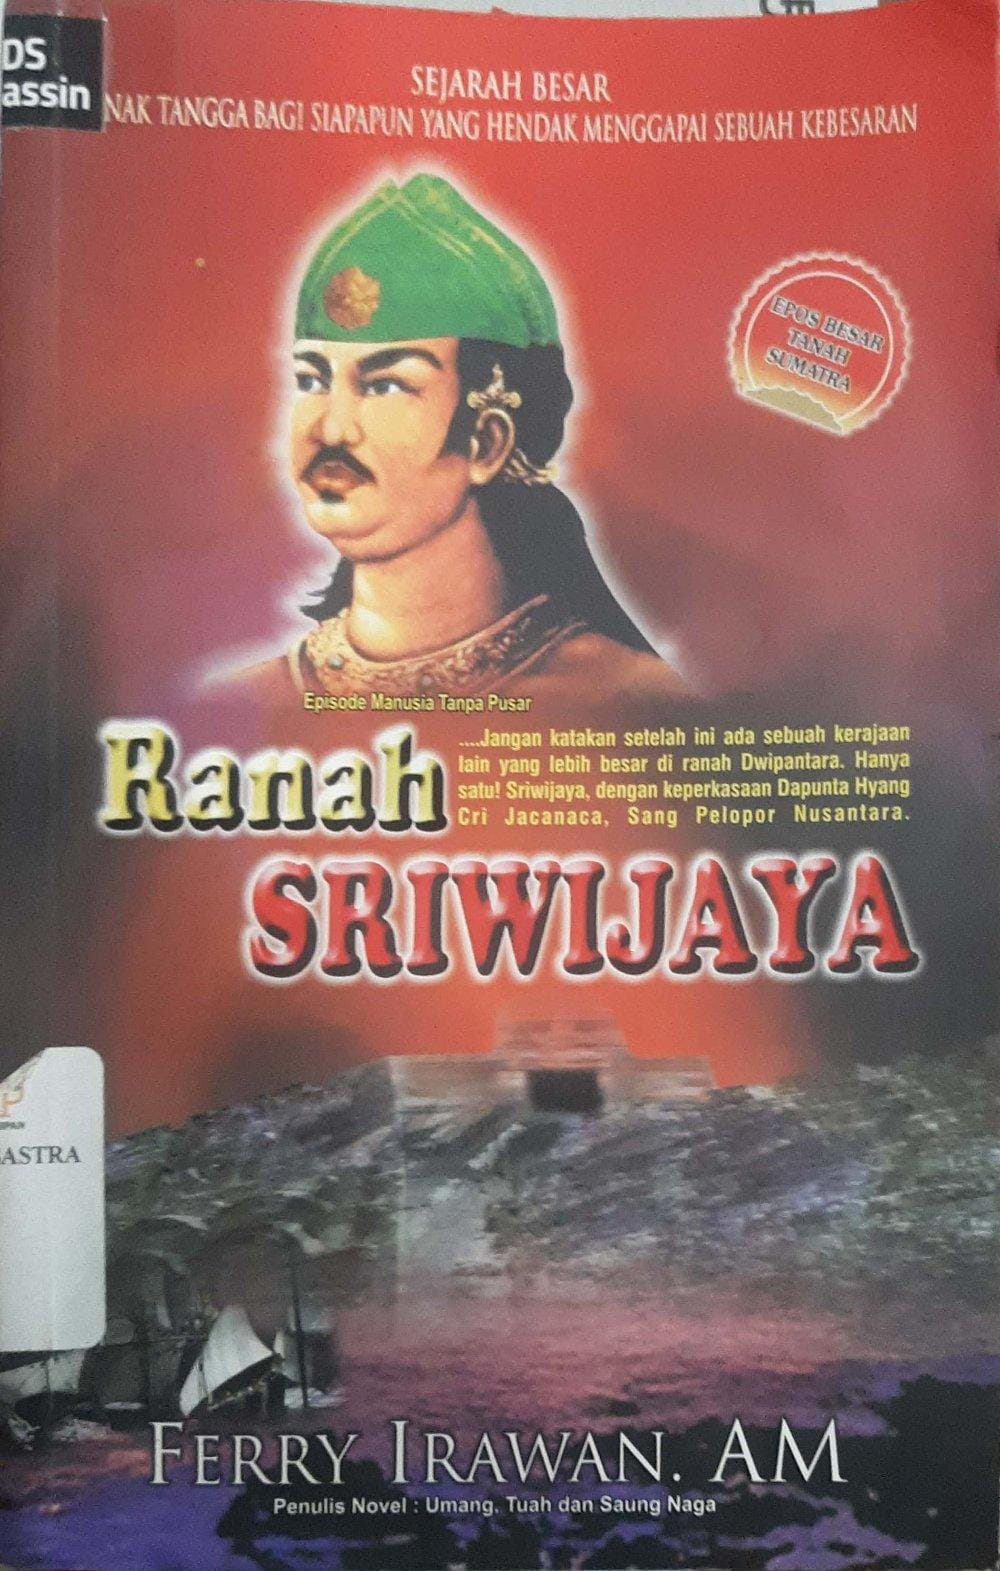 DS
assin
SEJARAH BESAR
NAK TANGGA BAGI SIAPAPUN YANG HENDAK MENGGAPAI SEBUAH KEBESARAN
EPOS BESAR
TANAH
SUMATRA
Episode Manusia Tanpa Pusar
Ranah
....Jangan katakan setelah ini ada sebuah kerajaan
lain yang lebih besar di ranah Dwipantara. Hanya
satu! Sriwijaya, dengan keperkasaan Dapunta Hyang
Cri Jacanaca, Sang Pelopor Nusantara.
SRIWIJAYA
ASTRA
FERRY IRAWAN. AM
Penulis Novel : Umang, Tuah dan Saung Naga